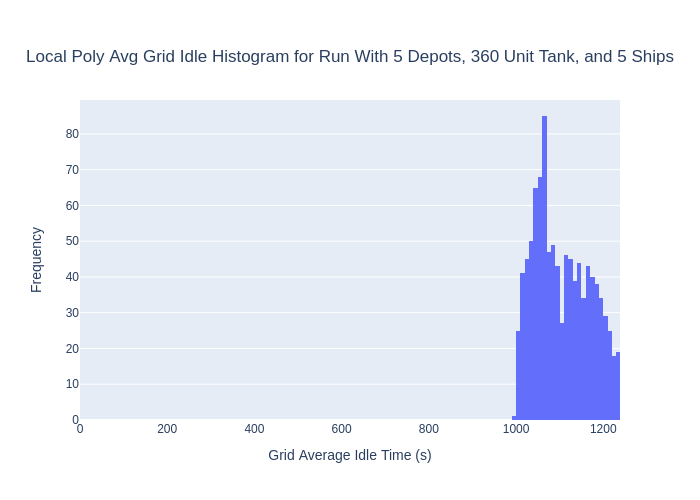 Local Poly Avg Grid Idle Histogram for Run With 5 Depots, 360 Unit Tank, and 5 Ships
80
70
60
50
40
30
20
10
0
Frequency
0 200 400 600 800 1000 1200
Grid Average Idle Time (s)